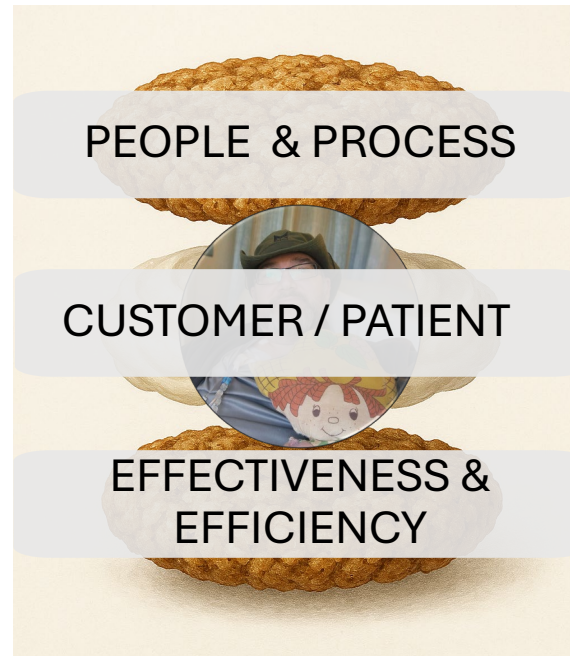 PEOPLE & PROCESS
CUSTOMER / PATIENT
EFFECTIVENESS &
EFFICIENCY